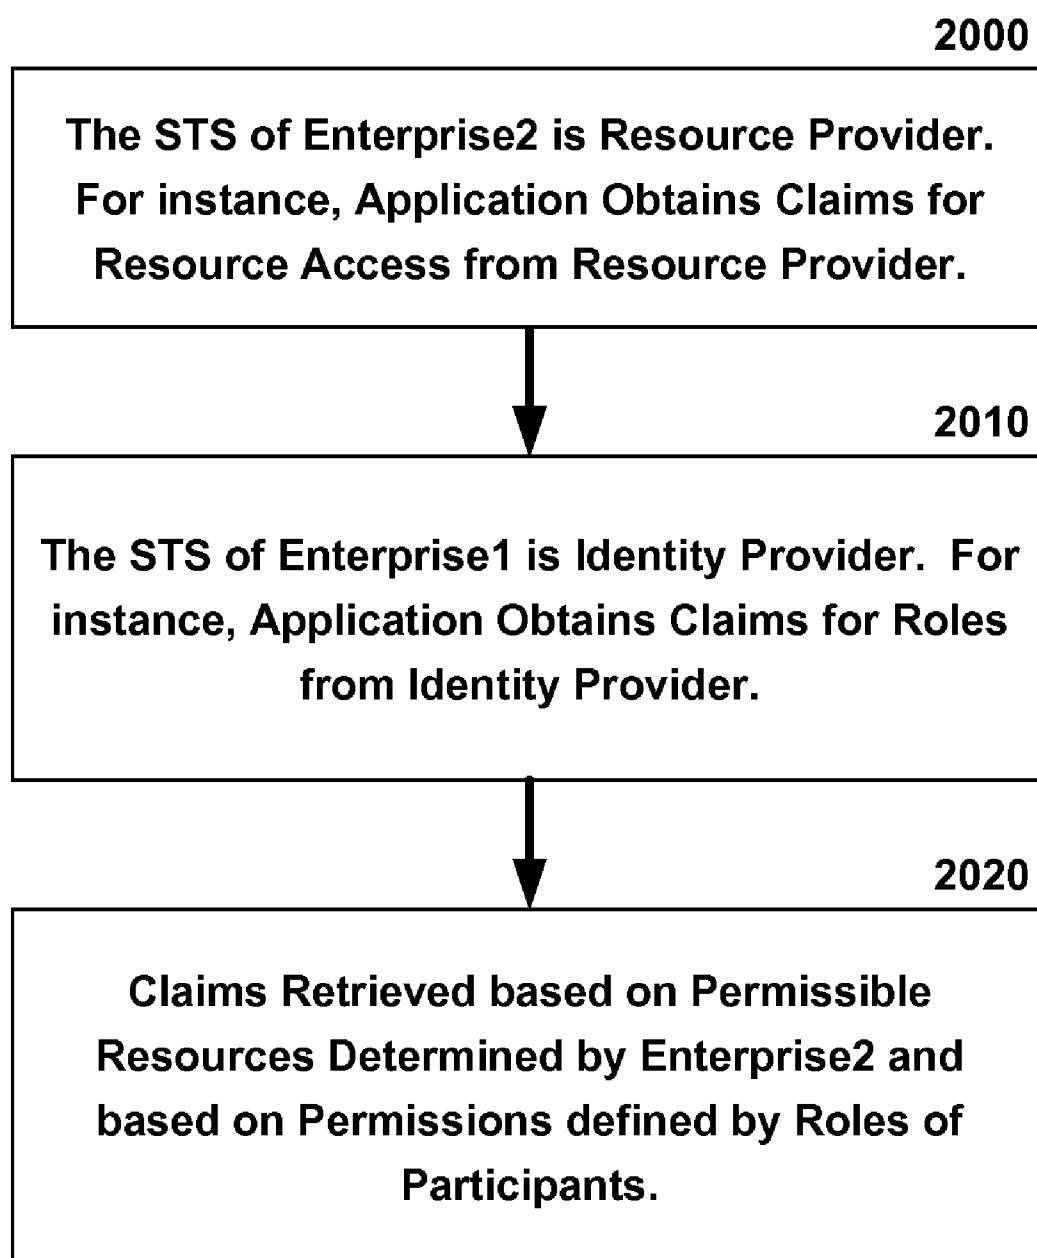 2000
The STS of Enterprise2 is Resource Provider.
For instance, Application Obtains Claims for
Resource Access from Resource Provider.
2010
The STS of Enterprise1 is Identity Provider.  For
instance, Application Obtains Claims for Roles
from Identity Provider.
2020
Claims Retrieved based on Permissible
Resources Determined by Enterprise2 and
based on Permissions defined by Roles of
Participants.